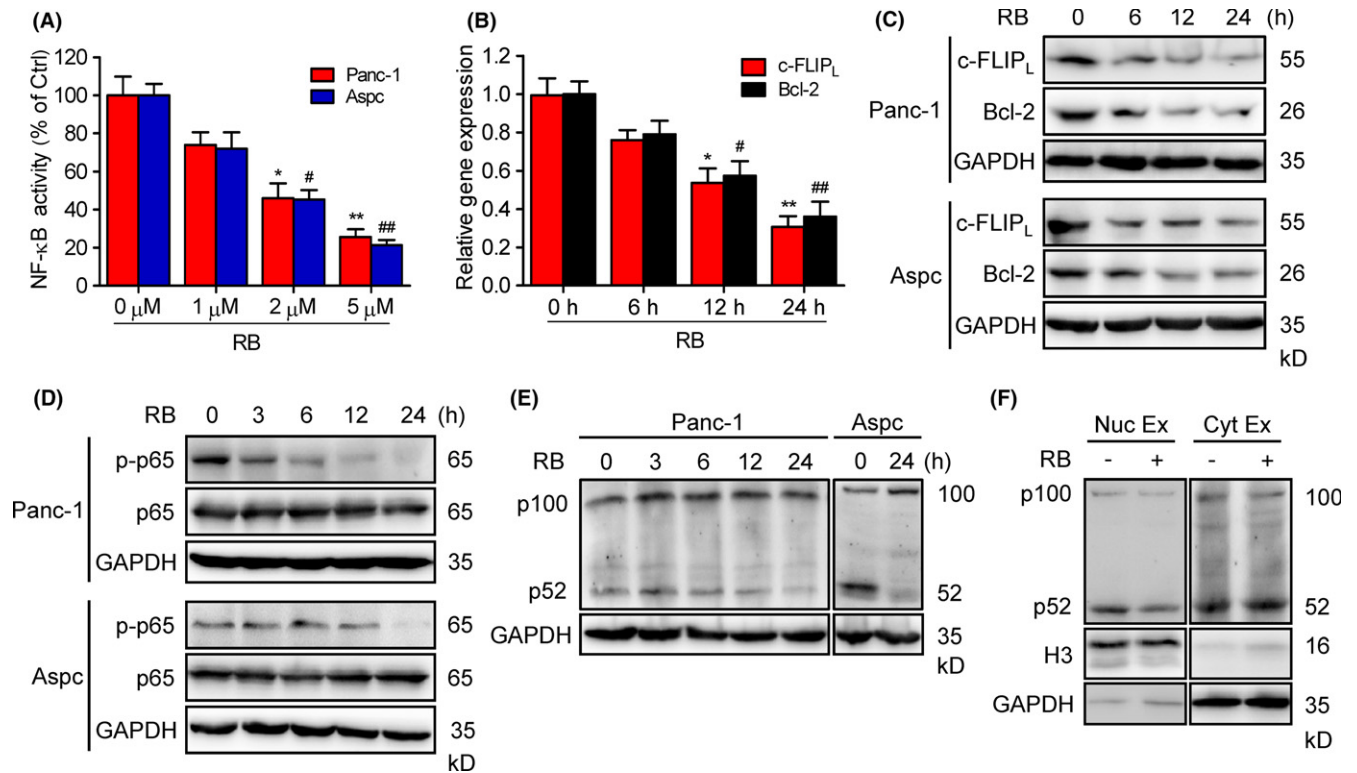 (A)
NF-κB activity (% of Ctrl)
120
100
80
60
40
20
0
Panc-1
Aspc
*
#
**
##
0 μM 1 μM 2 μM 5 μM
RB
(B)
Relative gene expression
1.2
1.0
0.8
0.6
0.4
0.2
0.0
c-FLIPL
Bcl-2
*
#
**
##
0 h 6 h 12 h 24 h
RB
(C)
RB 0 6 12 24 (h)
Panc-1
c-FLIPL 55
Bcl-2 26
GAPDH 35
Aspc
c-FLIPL 55
Bcl-2 26
GAPDH 35
kD
(D)
RB 0 3 6 12 24 (h)
Panc-1
p-p65 65
p65 65
GAPDH 35
Aspc
p-p65 65
p65 65
GAPDH 35
kD
(E)
Panc-1 Aspc
RB 0 3 6 12 24 0 24 (h)
p100 100
p52 52
GAPDH 35
kD
(F)
Nuc Ex Cyt Ex
RB - + - +
p100 100
p52 52
H3 16
GAPDH 35
kD